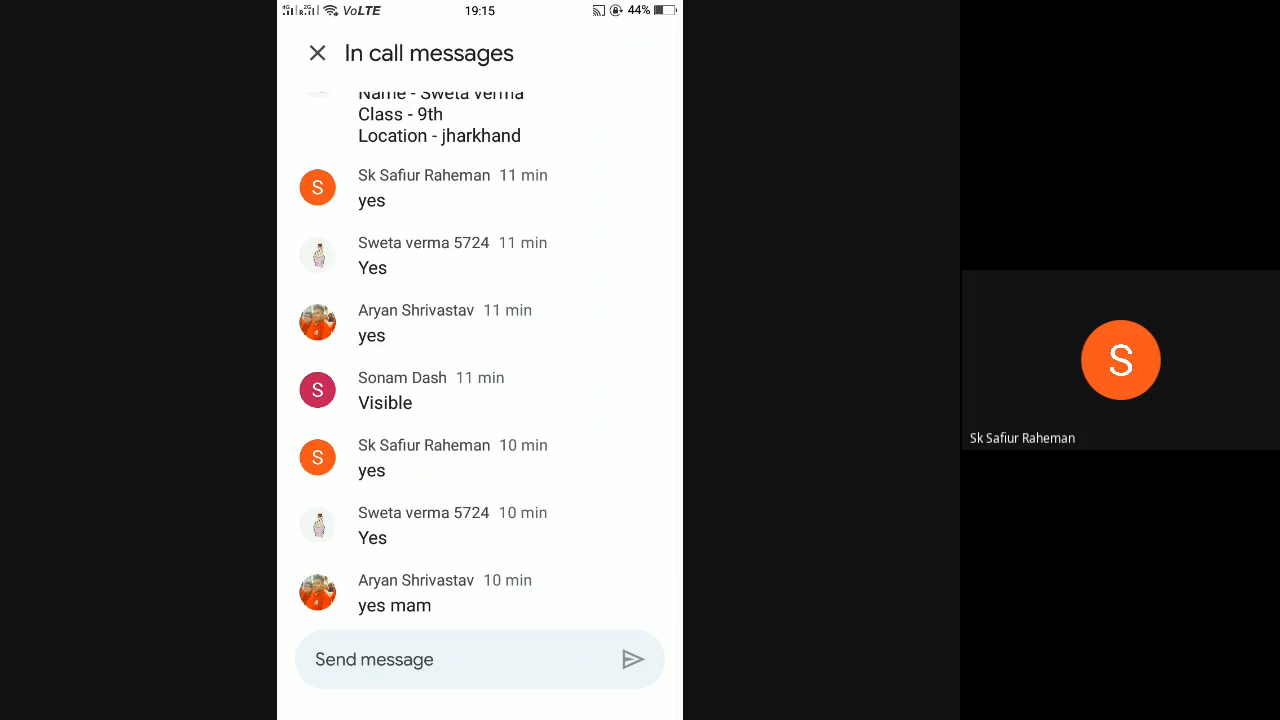 VoLTE 19:15 44%
In call messages
Name - Sweta verma
Class - 9th
Location - jharkhand
S Sk Safiur Raheman 11 min
yes
Sweta verma 5724 11 min
Yes
Aryan Shrivastav 11 min
yes
S Sonam Dash 11 min
Visible
S Sk Safiur Raheman 10 min
yes
Sweta verma 5724 10 min
Yes
Aryan Shrivastav 10 min
yes mam
Send message
S
Sk Safiur Raheman